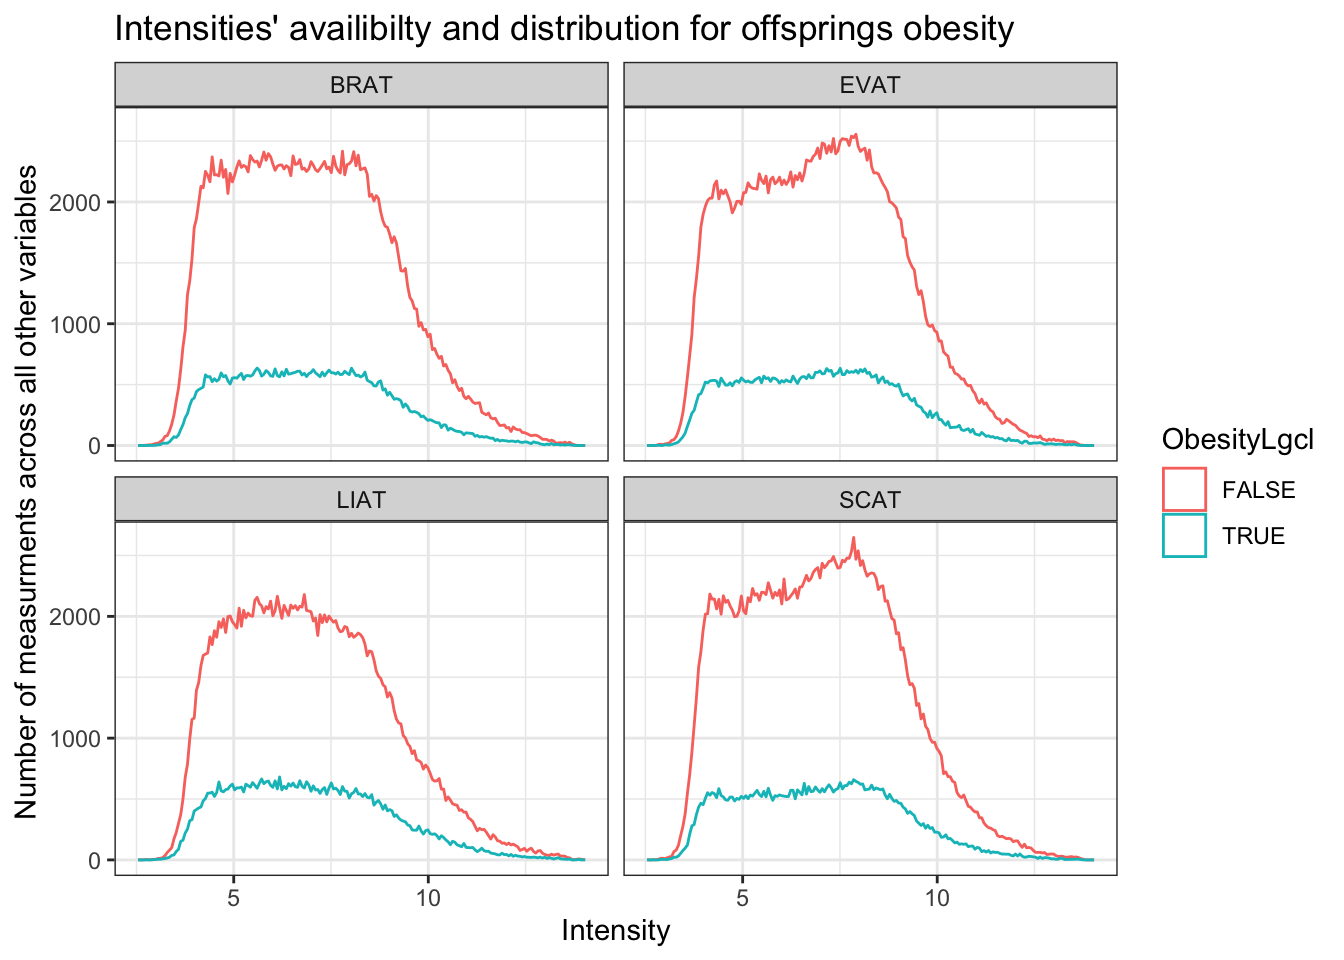 Intensities' availibilty and distribution for offsprings obesity
BRAT
EVAT
2000
1000
0
LIAT
SCAT
2000
1000
0
5
10
5
10
Intensity
Number of measurments across all other variables
ObesityLgcl
FALSE
TRUE